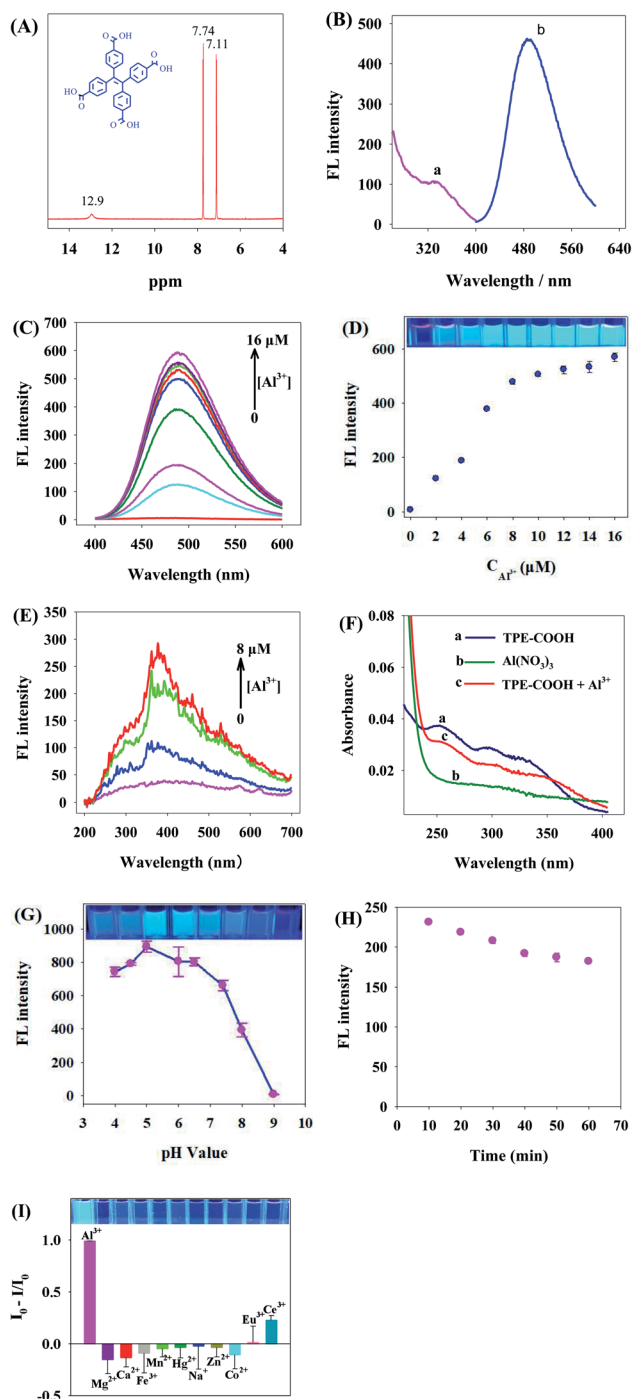 (A)
COOH
HOOC
COOH
COOH
7.74
7.11
12.9
15 12 10 8 6 4
ppm
(B)
FL intensity
500
400
300
200
100
0
a
b
320 400 480 560 640
Wavelength / nm
(C)
FL intensity
700
600
500
400
300
200
100
0
16 µM
[Al³⁺]
0
400 450 500 550 600
Wavelength (nm)
(D)
FL intensity
600
400
200
0
0 2 4 6 8 10 12 14 16
C Al³⁺ (µM)
(E)
FL intensity
350
300
250
200
150
100
50
0
8 µM
[Al³⁺]
0
200 300 400 500 600 700
Wavelength (nm)
(F)
Absorbance
0.08
0.06
0.04
0.02
a TPE-COOH
b Al(NO₃)₃
c TPE-COOH + Al³⁺
a
c
b
250 300 350 400
Wavelength (nm)
(G)
FL intensity
1000
800
600
400
200
0
3 4 5 6 7 8 9 10
pH Value
(H)
FL intensity
250
200
150
100
50
0
0 10 20 30 40 50 60 70
Time (min)
(I)
I₀ - I/I₀
1.0
0.5
0.0
-0.5
Al³⁺
Mg²⁺
Ca²⁺
Fe³⁺
Mn²⁺
Hg²⁺
Na⁺
Zn²⁺
Co²⁺
Eu³⁺
Ce³⁺